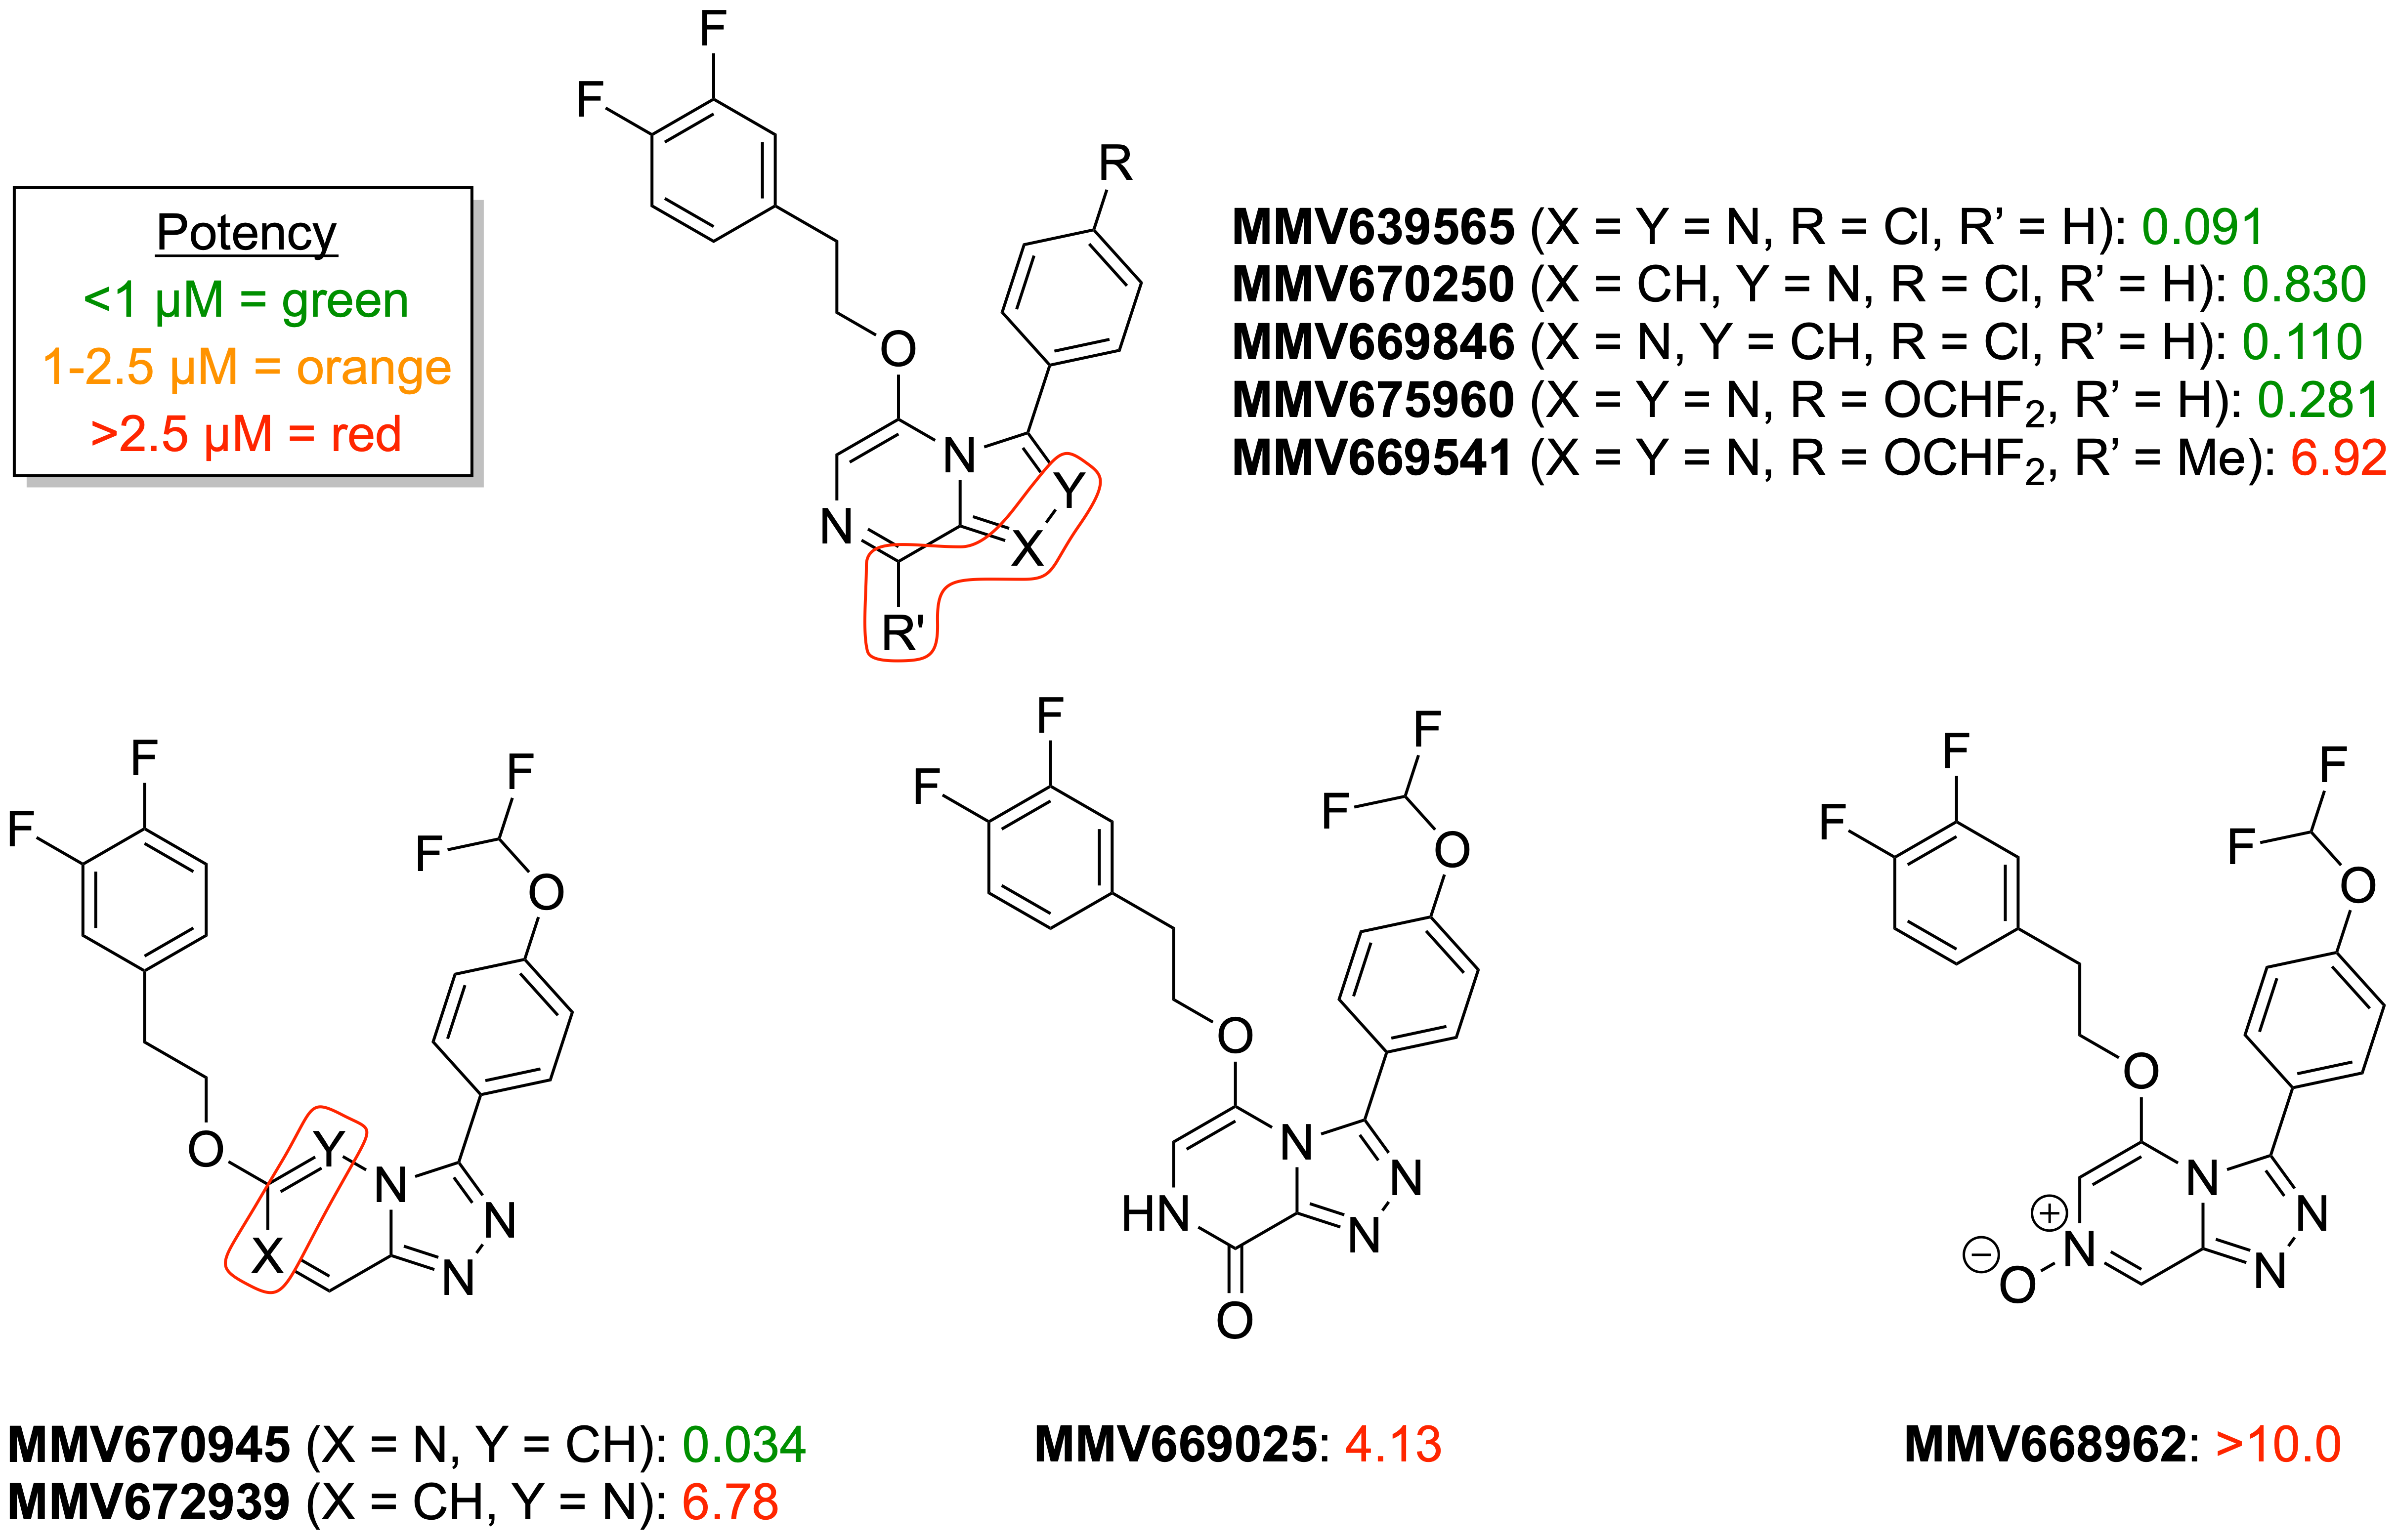 Potency
<1 µM = green
1-2.5 µM = orange
>2.5 µM = red
F
F
R
O
N
Y
N
X
R'
MMV639565 (X = Y = N, R = Cl, R’ = H): 0.091
MMV670250 (X = CH, Y = N, R = Cl, R’ = H): 0.830
MMV669846 (X = N, Y = CH, R = Cl, R’ = H): 0.110
MMV675960 (X = Y = N, R = OCHF2, R’ = H): 0.281
MMV669541 (X = Y = N, R = OCHF2, R’ = Me): 6.92
F
F
F
F
O
O
Y
N
N
X
N
MMV670945 (X = N, Y = CH): 0.034
MMV672939 (X = CH, Y = N): 6.78
F
F
F
F
O
O
N
N
HN
N
O
MMV669025: 4.13
F
F
F
F
O
O
N
N
+
N
N
−
O
MMV668962: >10.0